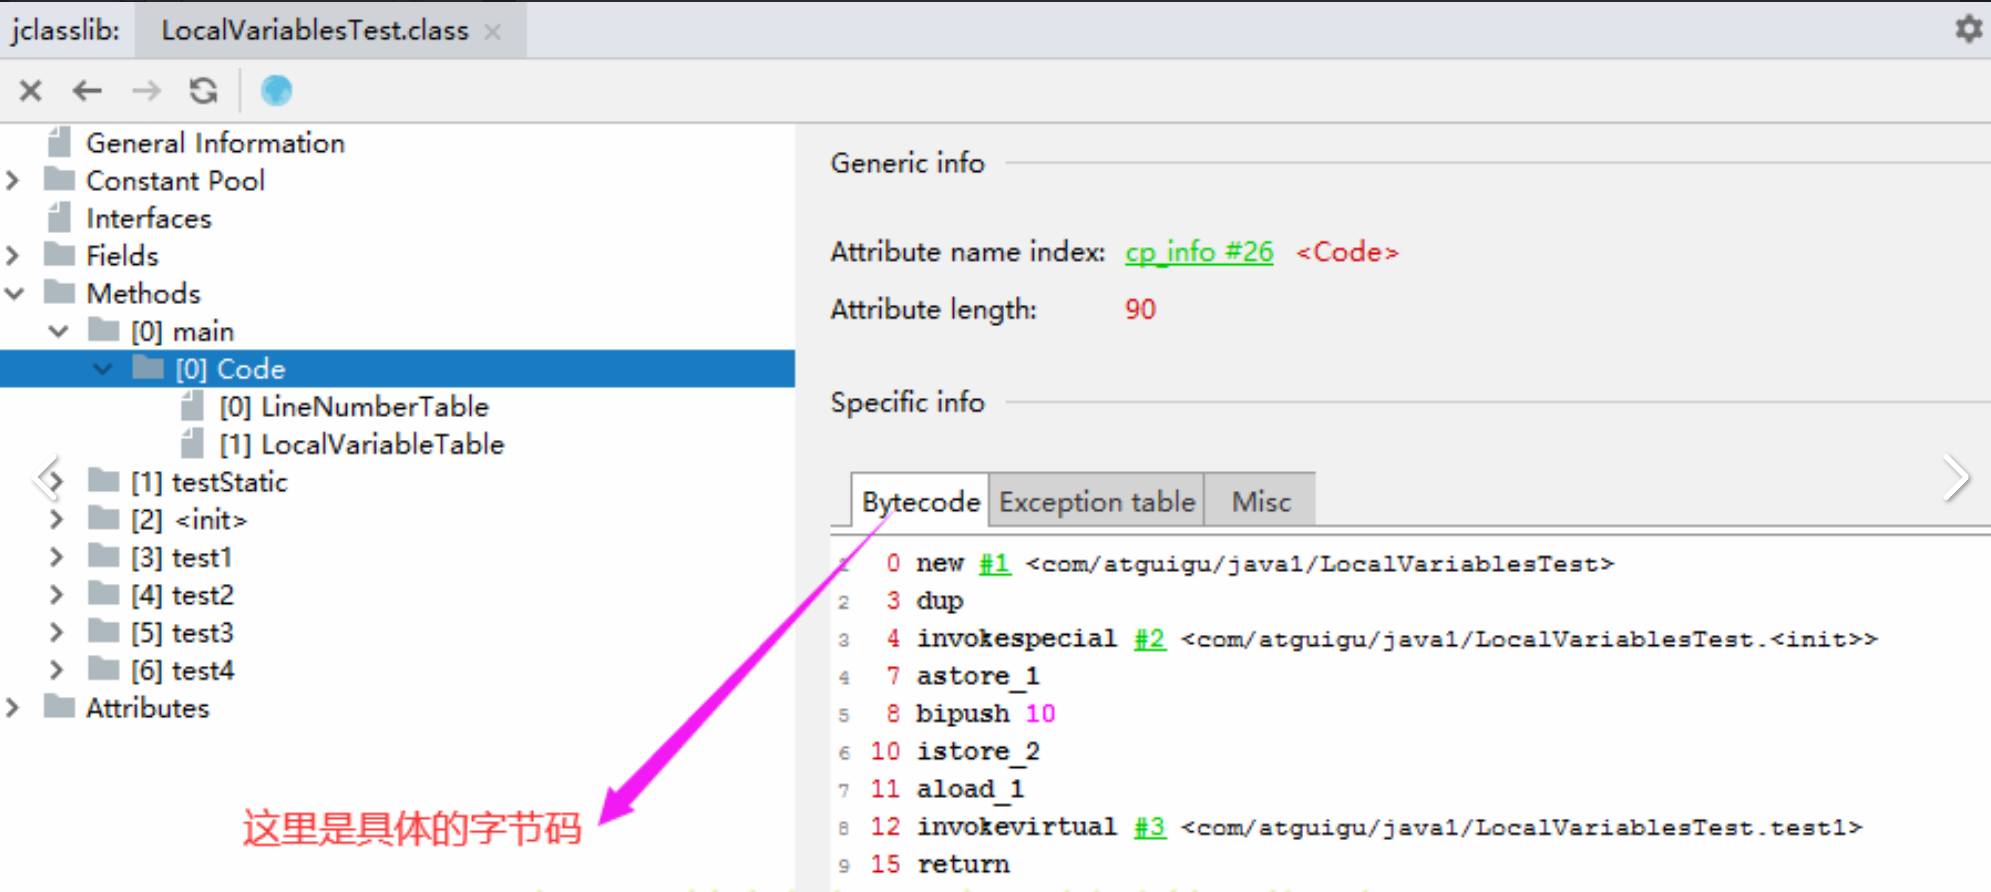 jclasslib: LocalVariablesTest.class
General Information
Constant Pool
Interfaces
Fields
Methods
[0] main
[0] Code
[0] LineNumberTable
[1] LocalVariableTable
[1] testStatic
[2] <init>
[3] test1
[4] test2
[5] test3
[6] test4
Attributes
这里是具体的字节码
Generic info
Attribute name index: cp_info #26 <Code>
Attribute length: 90
Specific info
Bytecode Exception table Misc
1 0 new #1 <com/atguigu/java1/LocalVariablesTest>
2 3 dup
3 4 invokespecial #2 <com/atguigu/java1/LocalVariablesTest.<init>>
4 7 astore_1
5 8 bipush 10
6 10 istore_2
7 11 aload_1
8 12 invokevirtual #3 <com/atguigu/java1/LocalVariablesTest.test1>
9 15 return